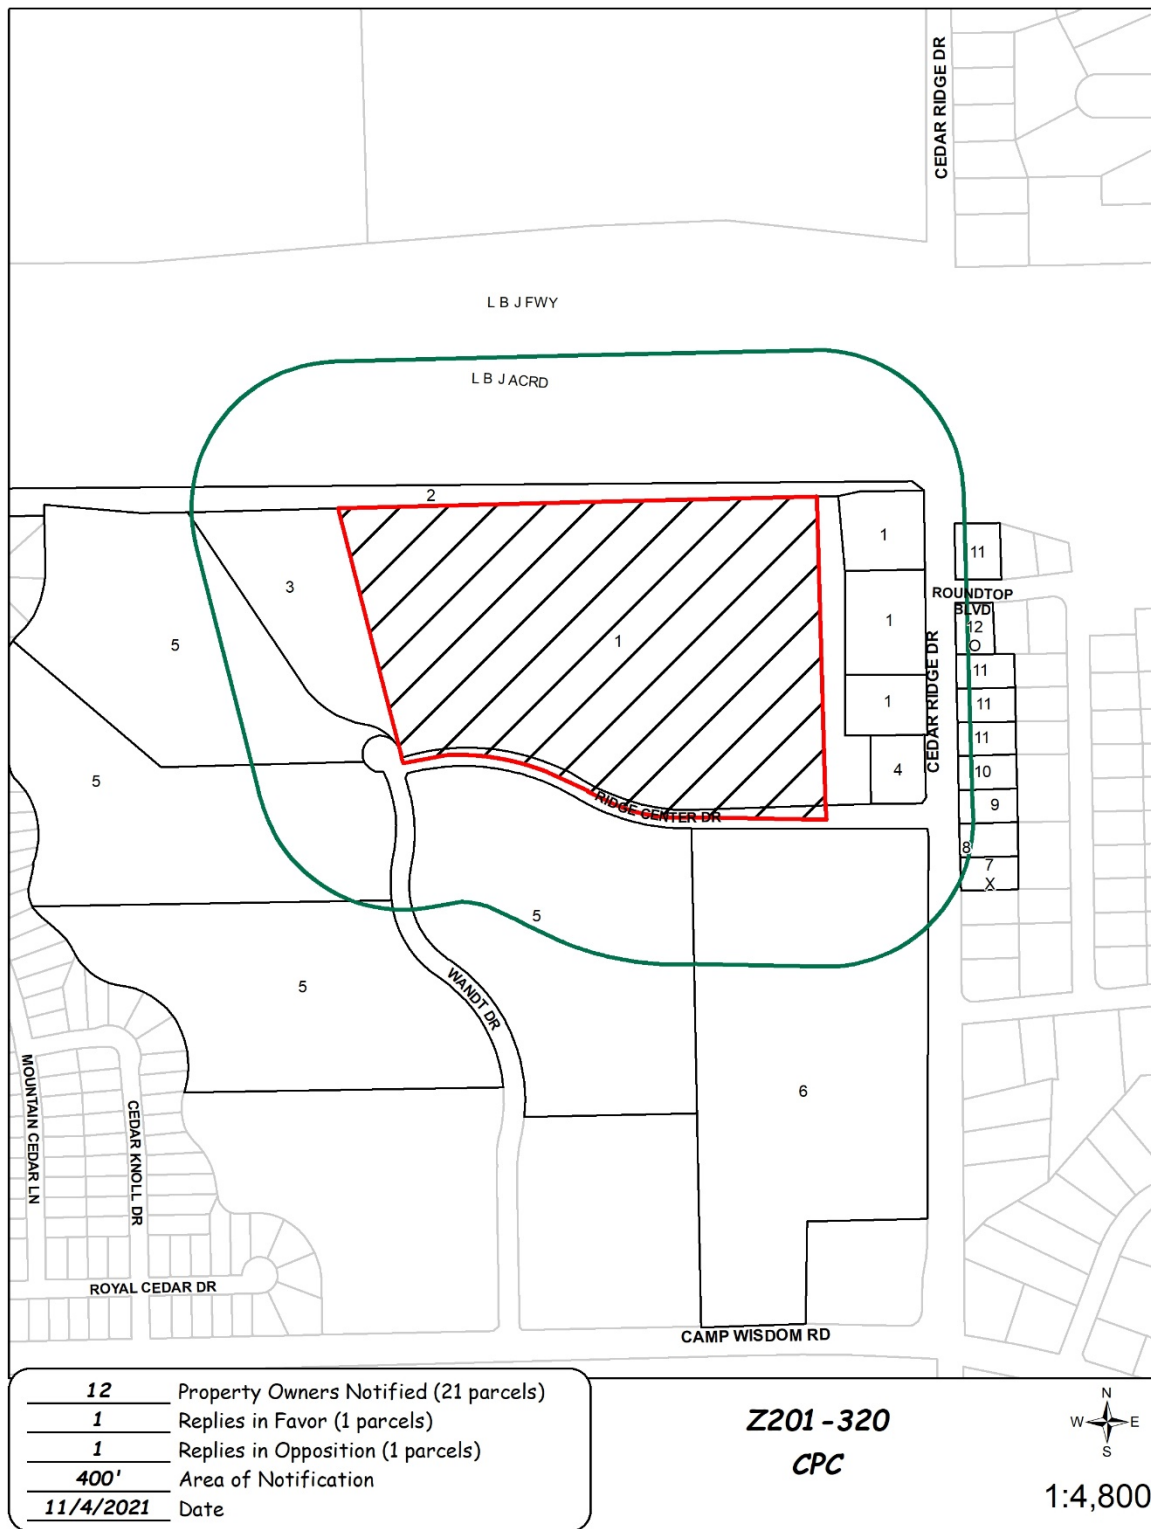 CEDAR RIDGE DR
L B J FWY
L B J ACRD
2
1
11
ROUNDTOP
BLVD
3
1
12
O
1
5
11
CEDAR RIDGE DR
1
11
11
4
10
5
RIDGE CENTER DR
9
8
7
X
5
5
WANDT DR
6
MOUNTAIN CEDAR LN
CEDAR KNOLL DR
ROYAL CEDAR DR
CAMP WISDOM RD
12 Property Owners Notified (21 parcels)
1 Replies in Favor (1 parcels)
1 Replies in Opposition (1 parcels)
400' Area of Notification
11/4/2021 Date
Z201-320
CPC
N
W E
S
1:4,800